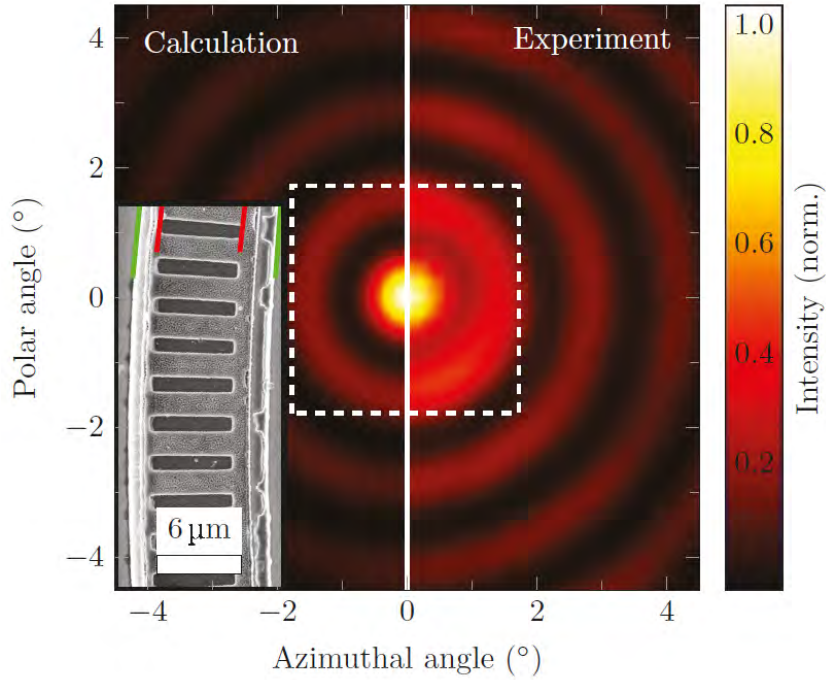 Calculation Experiment
4
2
0
−2
−4
Polar angle (°)
6 µm
−4 −2 0 2 4
Azimuthal angle (°)
1.0
0.8
0.6
0.4
0.2
Intensity (norm.)